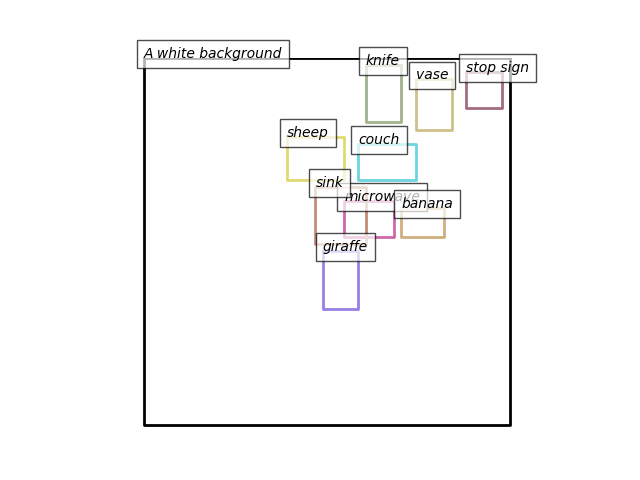 A white background
knife
stop sign
vase
sheep
couch
sink
microwave
banana
giraffe